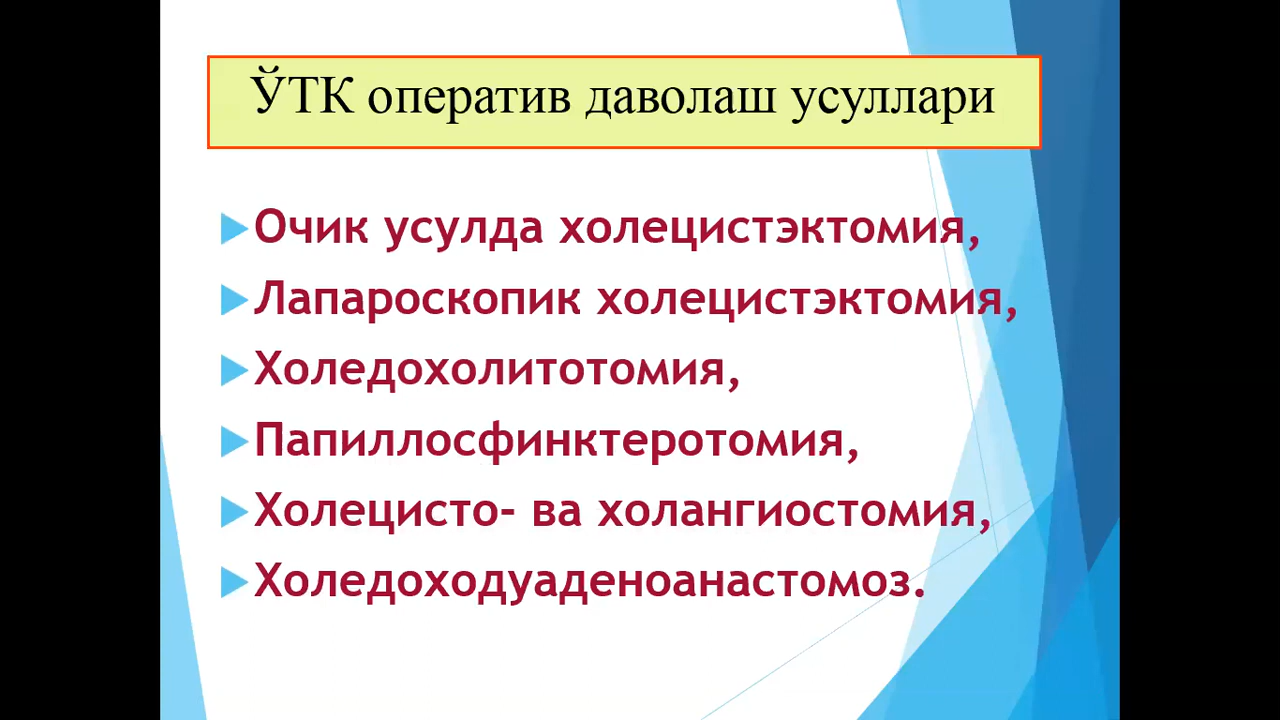 ЎТК оператив даволаш усуллари
Очик усулда холецистэктомия,
Лапароскопик холецистэктомия,
Холедохолитотомия,
Папиллосфинктеротомия,
Холецисто- ва холангиостомия,
Холедоходуаденоанастомоз.